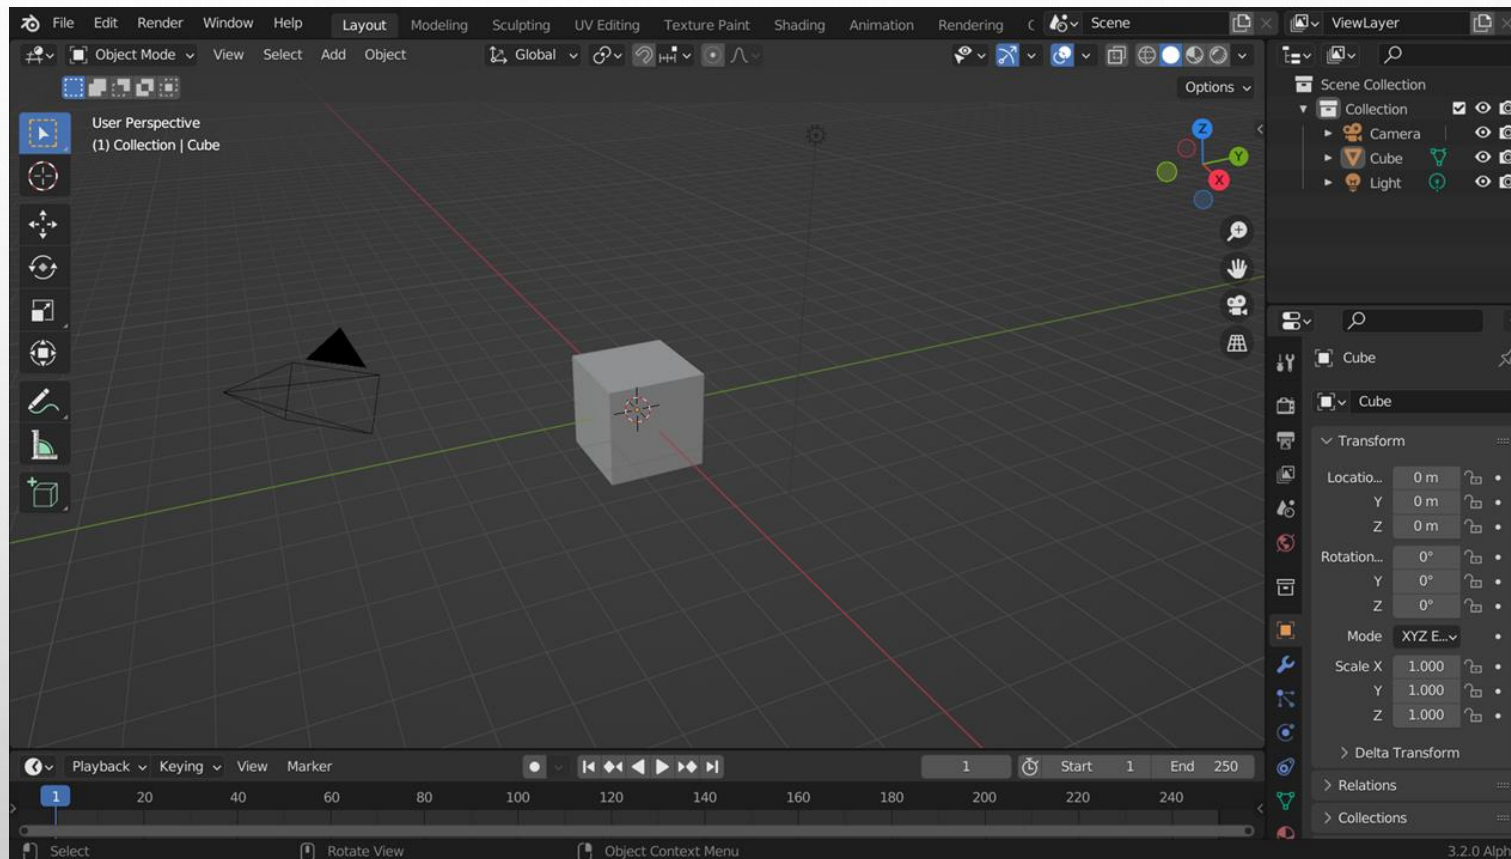 File Edit Render Window Help Layout Modeling Sculpting UV Editing Texture Paint Shading Animation Rendering Scene ViewLayer
Object Mode View Select Add Object Global
Options
User Perspective
(1) Collection | Cube
Z
Y
X
Scene Collection
Collection
Camera
Cube
Light
Cube
Cube
Transform
Locatio... 0 m
Y 0 m
Z 0 m
Rotation... 0°
Y 0°
Z 0°
Mode XYZ E...
Scale X 1.000
Y 1.000
Z 1.000
Delta Transform
Relations
Collections
Playback Keying View Marker 1 Start 1 End 250
1 20 40 60 80 100 120 140 160 180 200 220 240
Select Rotate View Object Context Menu 3.2.0 Alph